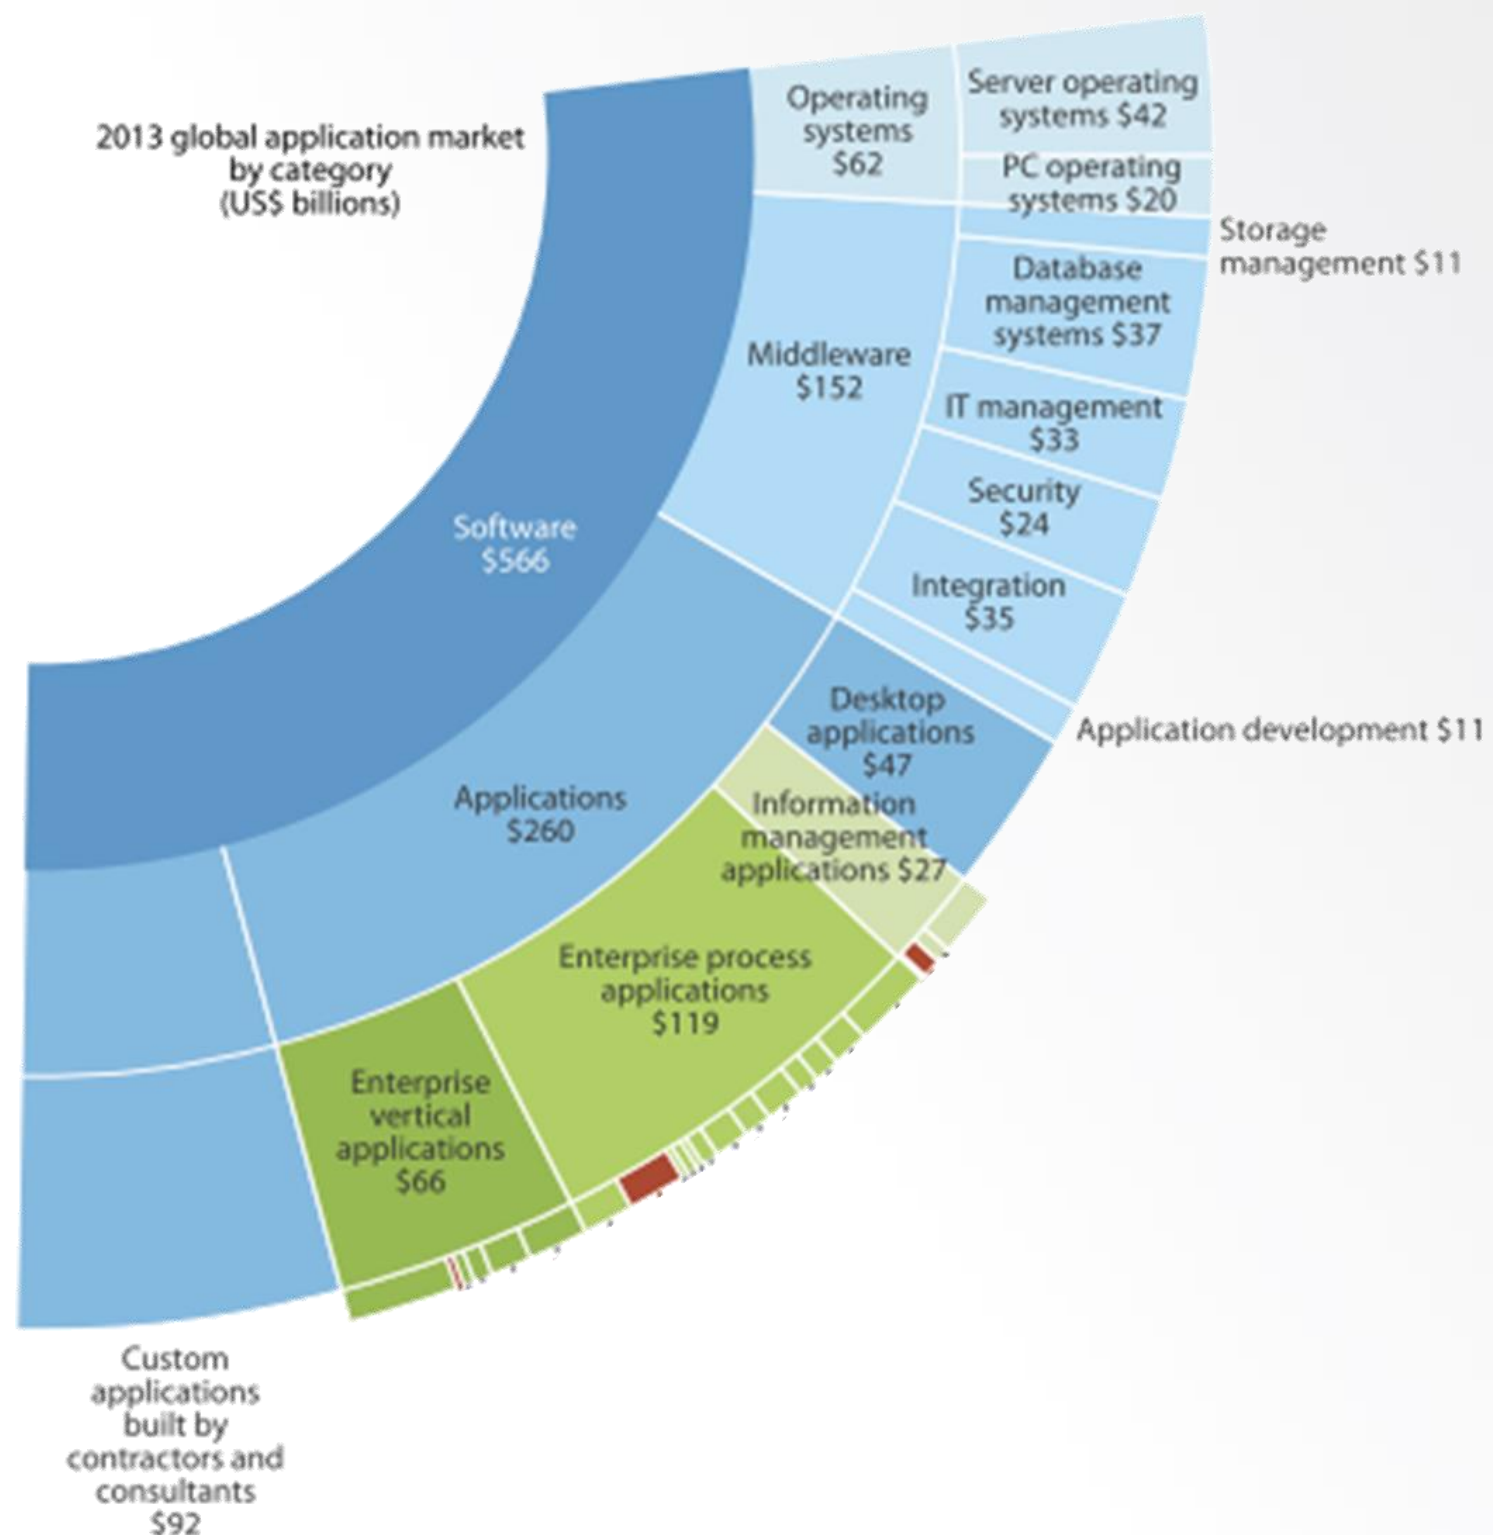 2013 global application market
by category
(US$ billions)
Software
$566
Operating
systems
$62
Server operating
systems $42
PC operating
systems $20
Storage
management $11
Middleware
$152
Database
management
systems $37
IT management
$33
Security
$24
Integration
$35
Application development $11
Applications
$260
Desktop
applications
$47
Information
management
applications $27
Enterprise process
applications
$119
Enterprise
vertical
applications
$66
Custom
applications
built by
contractors and
consultants
$92